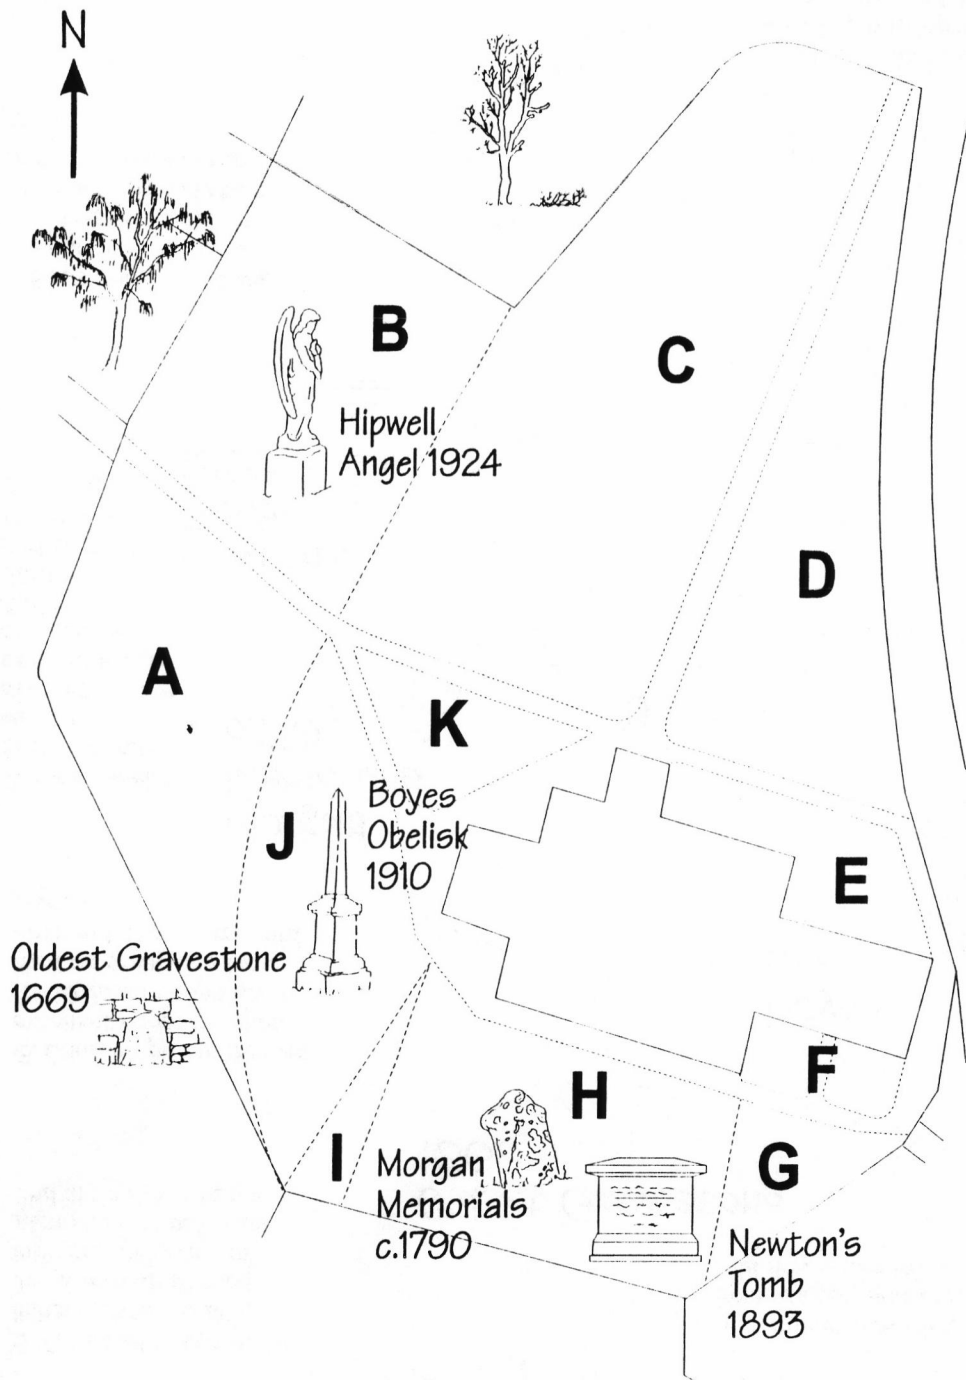 N
B
C
Hipwell
Angel 1924
D
A
K
Boyes
Obelisk
1910
J
E
Oldest Gravestone
1669
F
H
I
Morgan
Memorials
c.1790
G
Newton's
Tomb
1893